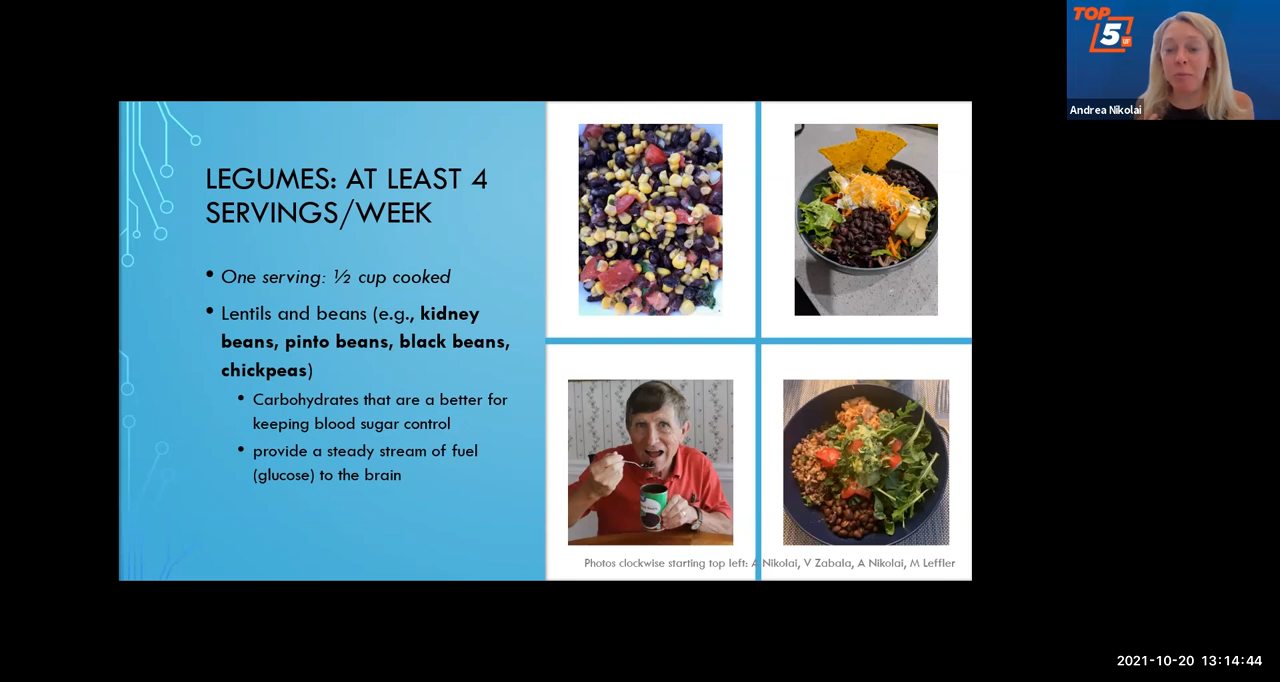 TOP
5
UF
Andrea Nikolai
LEGUMES: AT LEAST 4
SERVINGS/WEEK
• One serving: ½ cup cooked
• Lentils and beans (e.g., kidney
beans, pinto beans, black beans,
chickpeas)
• Carbohydrates that are a better for
keeping blood sugar control
• provide a steady stream of fuel
(glucose) to the brain
Photos clockwise starting top left: A Nikolai, V Zabala, A Nikolai, M Leffler
2021-10-20 13:14:44